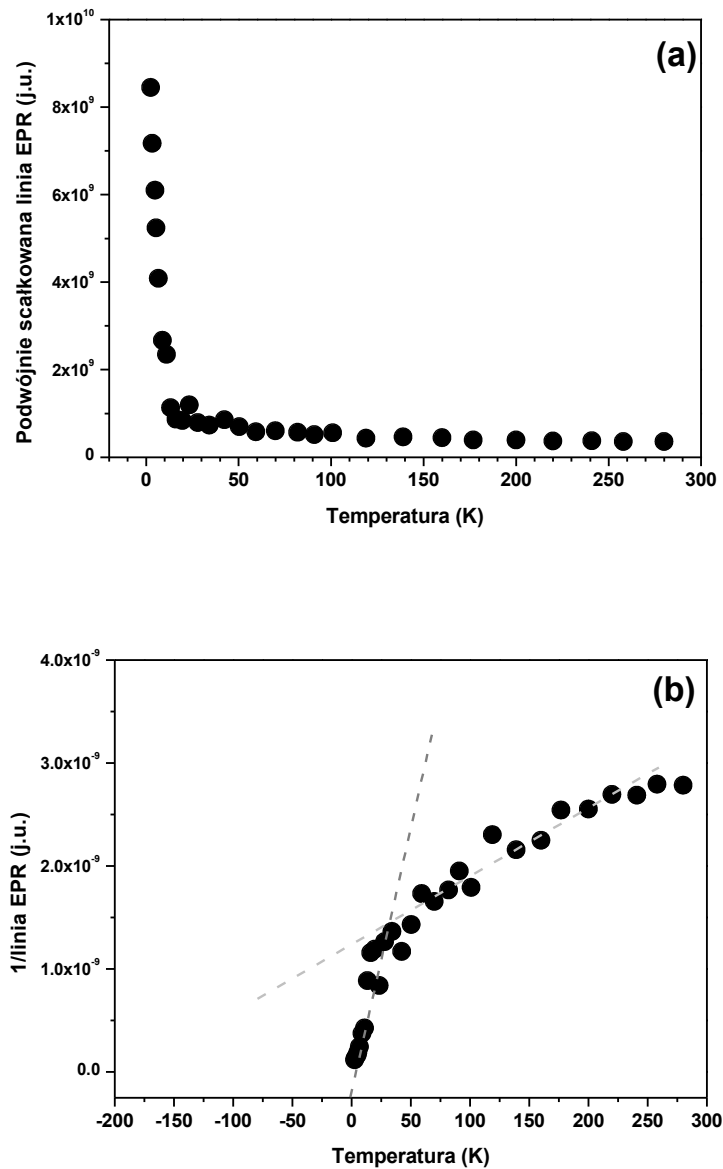 1x10^10
(a)
8x10^9
6x10^9
4x10^9
2x10^9
0
Podwójnie scałkowana linia EPR (j.u.)
0 50 100 150 200 250 300
Temperatura (K)
4.0x10^-9
(b)
3.0x10^-9
2.0x10^-9
1.0x10^-9
0.0
1/linia EPR (j.u.)
-200 -150 -100 -50 0 50 100 150 200 250 300
Temperatura (K)